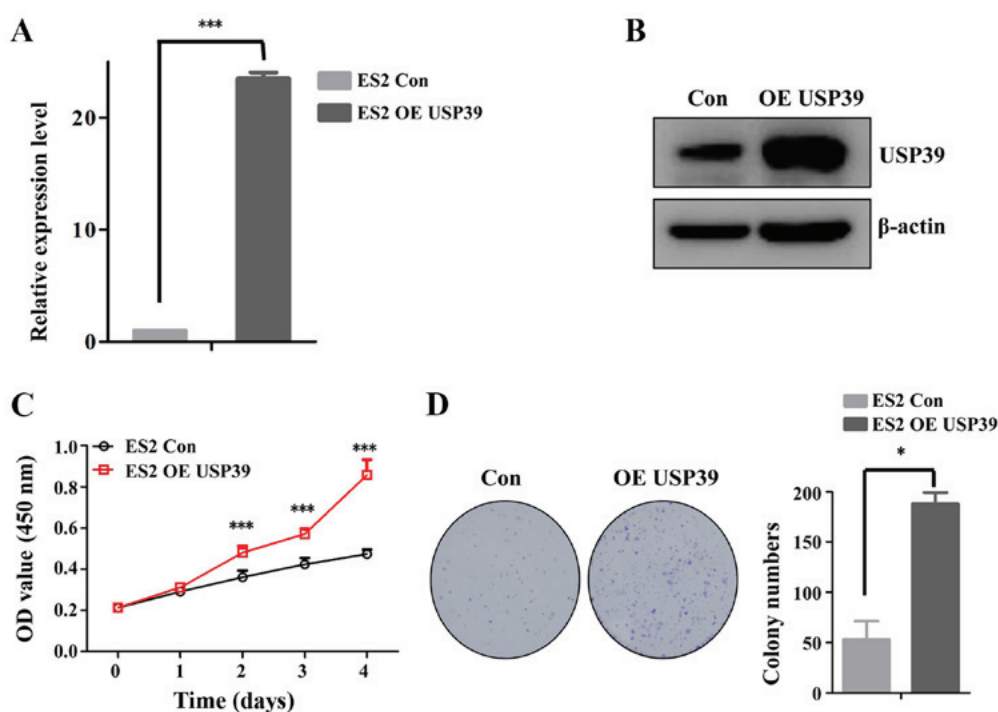 A
***
ES2 Con
ES2 OE USP39
Relative expression level
20
10
0
B
Con OE USP39
USP39
β-actin
C
ES2 Con
ES2 OE USP39
OD value (450 nm)
1.0
0.8
0.6
0.4
0.2
0.0
***
***
***
0 1 2 3 4
Time (days)
D
Con OE USP39
ES2 Con
ES2 OE USP39
*
Colony numbers
200
150
100
50
0